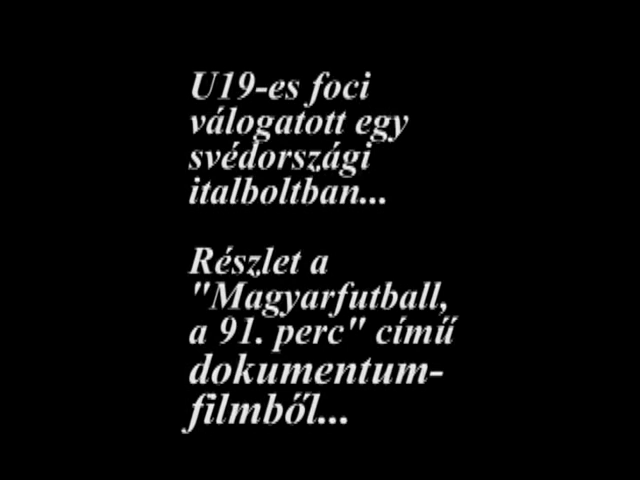 U19-es foci
válogatott egy
svédországi
italboltban...
Részlet a
"Magyarfutball,
a 91. perc" című
dokumentum-
filmből...